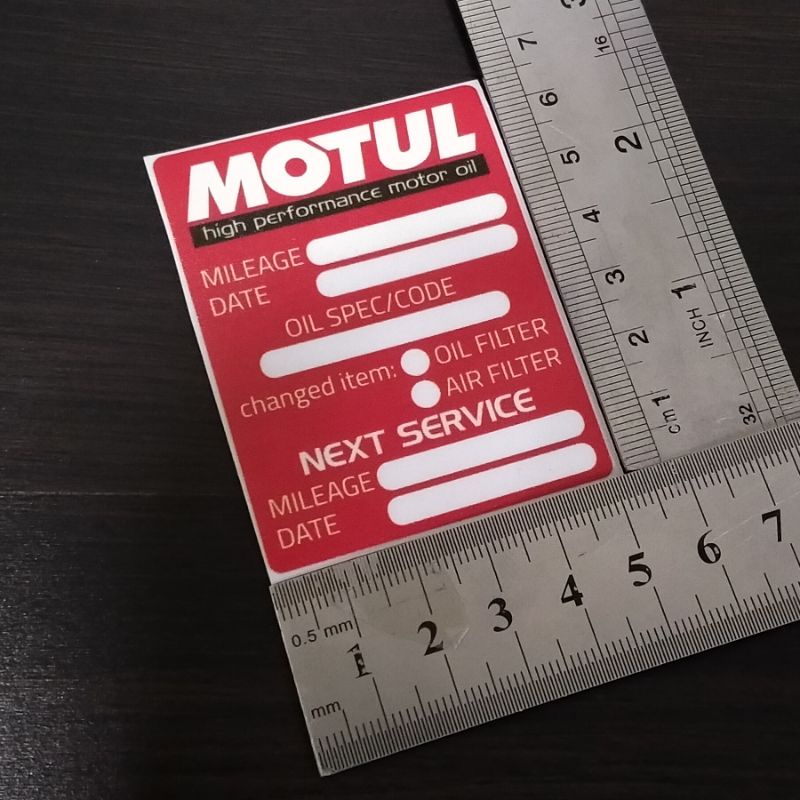 MOTUL
high performance motor oil
MILEAGE
DATE
OIL SPEC/CODE
changed item:
OIL FILTER
AIR FILTER
NEXT SERVICE
MILEAGE
DATE
0.5 mm
mm
1 2 3 4 5 6 7
cm 1 2 3 4 5 6 7
INCH 1 2
32
16